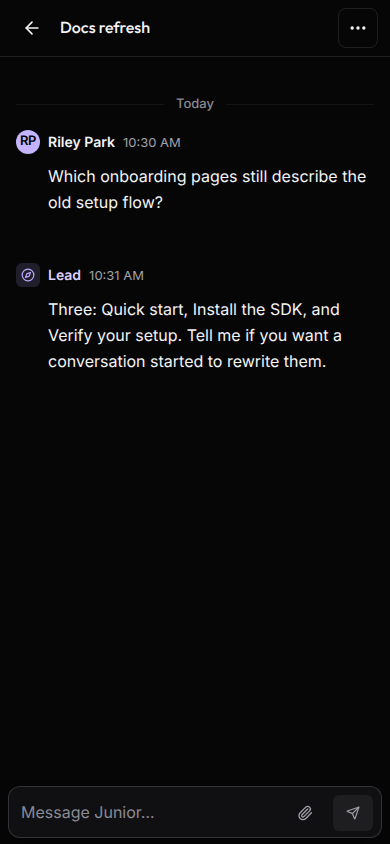 Docs refresh
Today
RP Riley Park 10:30 AM
Which onboarding pages still describe the
old setup flow?
Lead 10:31 AM
Three: Quick start, Install the SDK, and
Verify your setup. Tell me if you want a
conversation started to rewrite them.
Message Junior...